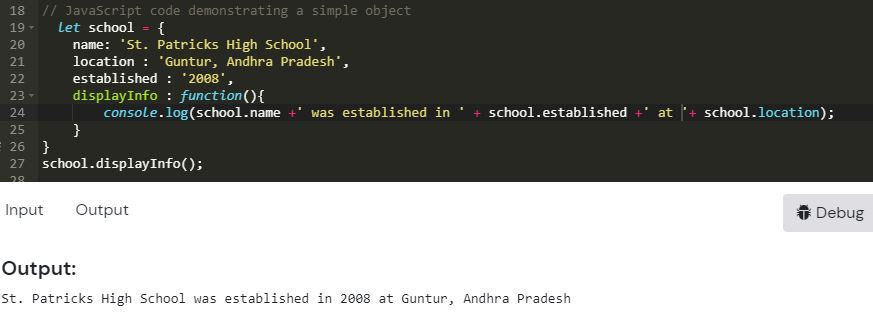 18 // JavaScript code demonstrating a simple object
19 let school = {
20 name: 'St. Patricks High School',
21 location : 'Guntur, Andhra Pradesh',
22 established : '2008',
23 displayInfo : function(){
24 console.log(school.name +' was established in ' + school.established +' at '+ school.location);
25 }
26 }
27 school.displayInfo();
28
Input Output Debug
Output:
St. Patricks High School was established in 2008 at Guntur, Andhra Pradesh